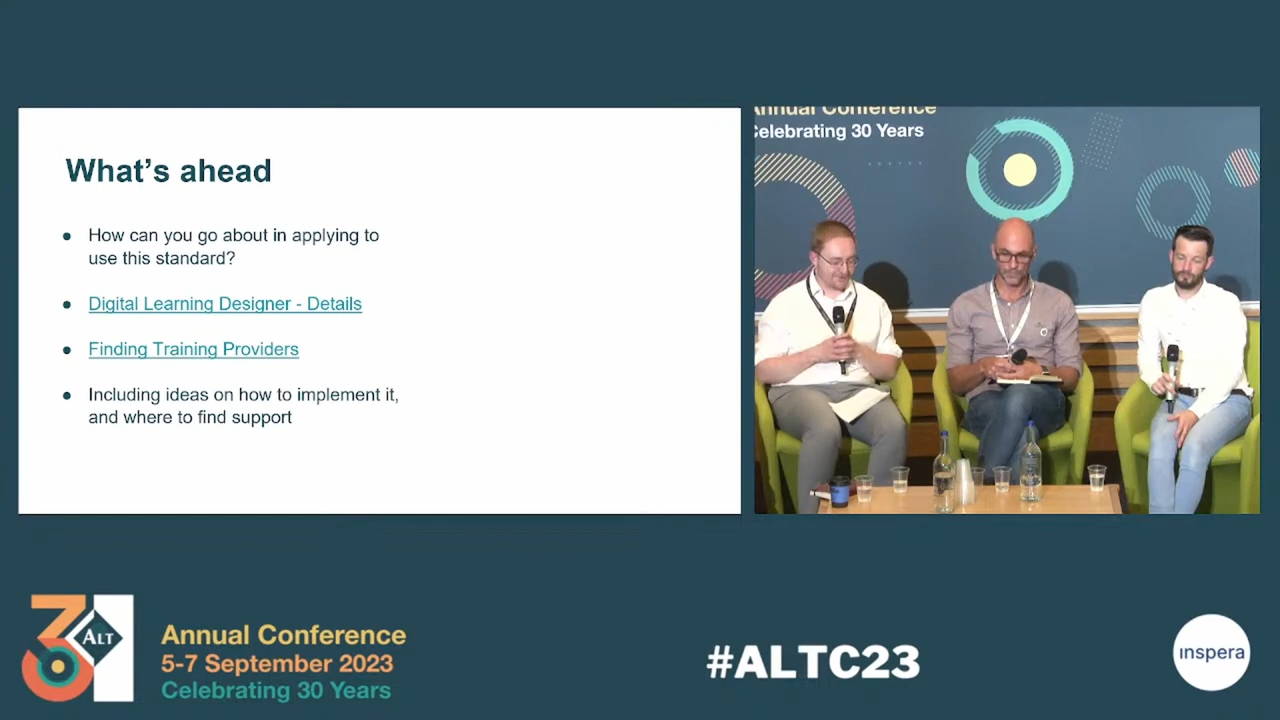 What's ahead
● How can you go about in applying to
use this standard?
● Digital Learning Designer - Details
● Finding Training Providers
● Including ideas on how to implement it,
and where to find support
Annual Conference
Celebrating 30 Years
ALT
Annual Conference
5-7 September 2023
Celebrating 30 Years
#ALTC23
inspera